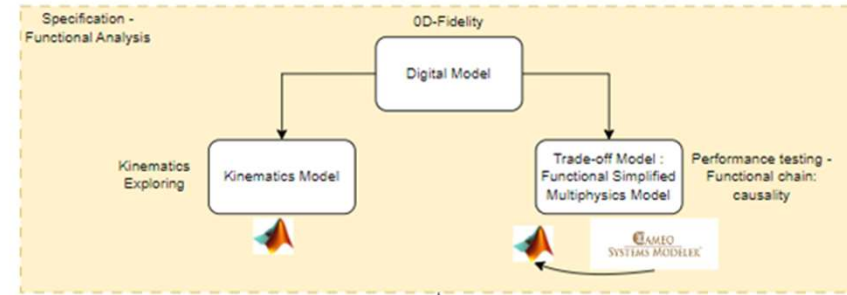 Specification -
Functional Analysis
0D-Fidelity
Digital Model
Kinematics
Exploring
Kinematics Model
Trade-off Model :
Functional Simplified
Multiphysics Model
Performance testing -
Functional chain:
causality
CAMEO
SYSTEMS MODELER